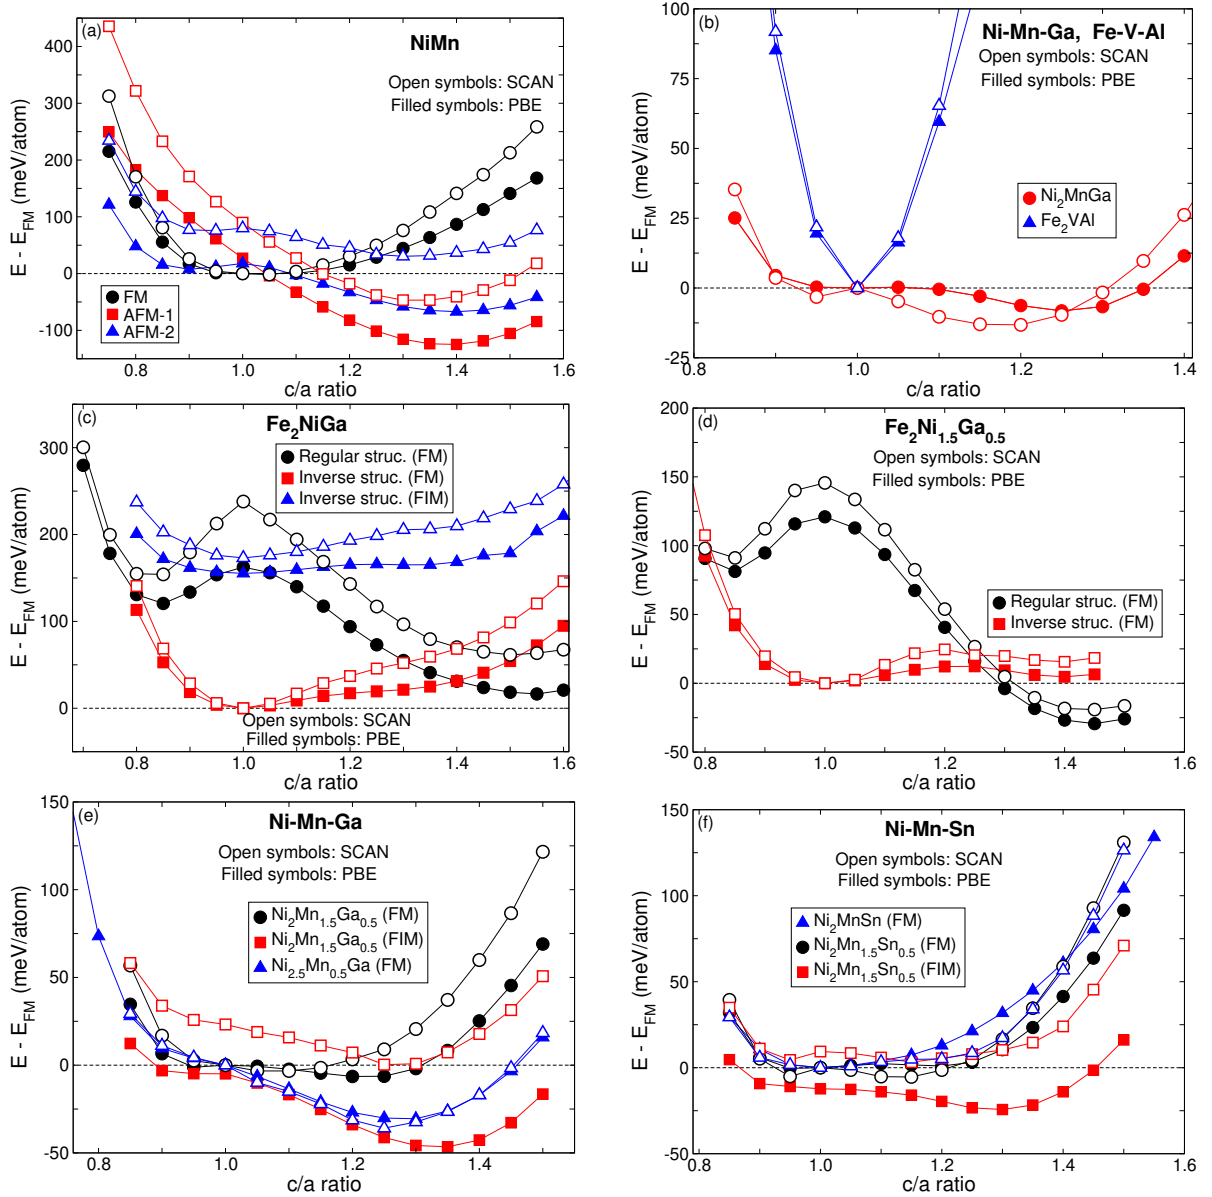 (a)
NiMn
Open symbols: SCAN
Filled symbols: PBE
FM
AFM-1
AFM-2
E - E_FM (meV/atom)
400
300
200
100
0
-100
0.8 1.0 1.2 1.4 1.6
c/a ratio
(b)
Ni-Mn-Ga, Fe-V-Al
Open symbols: SCAN
Filled symbols: PBE
Ni₂MnGa
Fe₂VAl
E - E_FM (meV/atom)
100
75
50
25
0
-25
0.8 1.0 1.2 1.4
c/a ratio
(c)
Fe₂NiGa
Regular struc. (FM)
Inverse struc. (FM)
Inverse struc. (FIM)
Open symbols: SCAN
Filled symbols: PBE
E - E_FM (meV/atom)
300
200
100
0
0.8 1.0 1.2 1.4 1.6
c/a ratio
(d)
Fe₂Ni₁.₅Ga₀.₅
Open symbols: SCAN
Filled symbols: PBE
Regular struc. (FM)
Inverse struc. (FM)
E - E_FM (meV/atom)
200
150
100
50
0
-50
0.8 1.0 1.2 1.4 1.6
c/a ratio
(e)
Ni-Mn-Ga
Open symbols: SCAN
Filled symbols: PBE
Ni₂Mn₁.₅Ga₀.₅ (FM)
Ni₂Mn₁.₅Ga₀.₅ (FIM)
Ni₂.₅Mn₀.₅Ga (FM)
E - E_FM (meV/atom)
150
100
50
0
-50
0.8 1.0 1.2 1.4
c/a ratio
(f)
Ni-Mn-Sn
Open symbols: SCAN
Filled symbols: PBE
Ni₂MnSn (FM)
Ni₂Mn₁.₅Sn₀.₅ (FM)
Ni₂Mn₁.₅Sn₀.₅ (FIM)
E - E_FM (meV/atom)
150
100
50
0
-50
0.8 1.0 1.2 1.4 1.6
c/a ratio